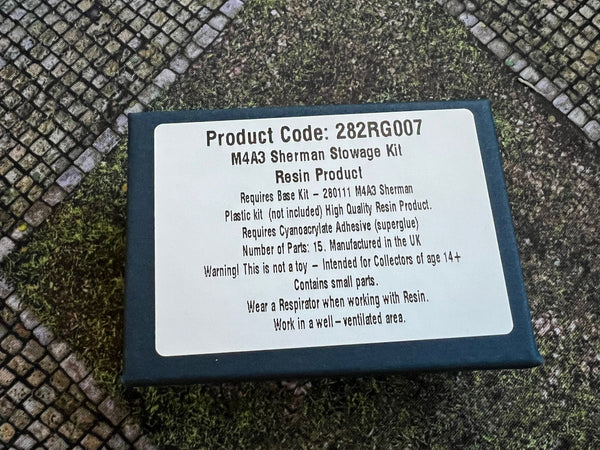 Product Code: 282RG007
M4A3 Sherman Stowage Kit
Resin Product
Requires Base Kit – 280111 M4A3 Sherman
Plastic kit (not included) High Quality Resin Product.
Requires Cyanoacrylate Adhesive (superglue)
Number of Parts: 15. Manufactured in the UK
Warning! This is not a toy – Intended for Collectors of age 14+
Contains small parts.
Wear a Respirator when working with Resin.
Work in a well – ventilated area.